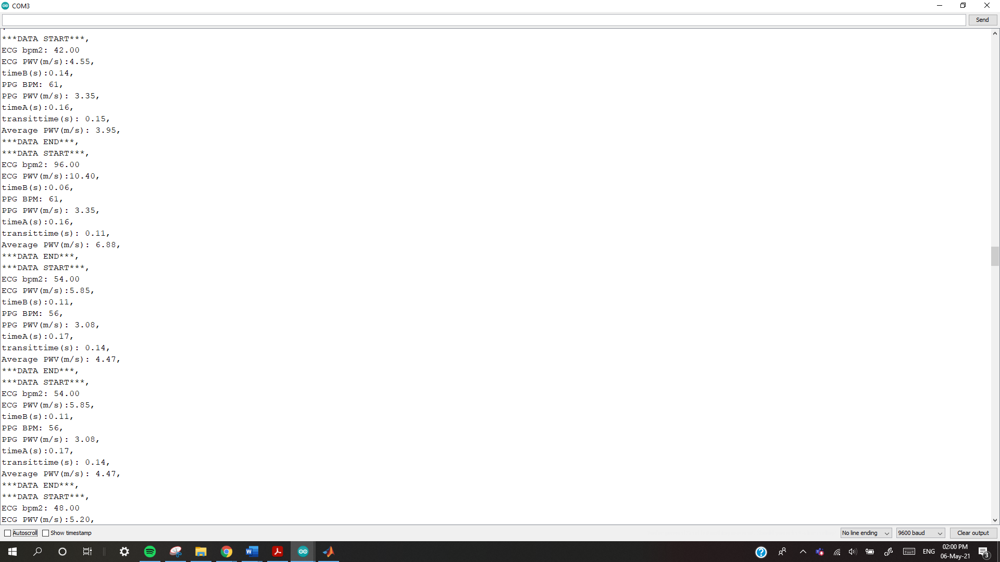 COM3
Send
***DATA START***,
ECG bpm2: 42.00
ECG PWV(m/s):4.55,
timeB(s):0.14,
PPG BPM: 61,
PPG PWV(m/s): 3.35,
timeA(s):0.16,
transittime(s): 0.15,
Average PWV(m/s): 3.95,
***DATA END***,
***DATA START***,
ECG bpm2: 96.00
ECG PWV(m/s):10.40,
timeB(s):0.06,
PPG BPM: 61,
PPG PWV(m/s): 3.35,
timeA(s):0.16,
transittime(s): 0.11,
Average PWV(m/s): 6.88,
***DATA END***,
***DATA START***,
ECG bpm2: 54.00
ECG PWV(m/s):5.85,
timeB(s):0.11,
PPG BPM: 56,
PPG PWV(m/s): 3.08,
timeA(s):0.17,
transittime(s): 0.14,
Average PWV(m/s): 4.47,
***DATA END***,
***DATA START***,
ECG bpm2: 54.00
ECG PWV(m/s):5.85,
timeB(s):0.11,
PPG BPM: 56,
PPG PWV(m/s): 3.08,
timeA(s):0.17,
transittime(s): 0.14,
Average PWV(m/s): 4.47,
***DATA END***,
***DATA START***,
ECG bpm2: 48.00
ECG PWV(m/s):5.20,
Autoscroll Show timestamp No line ending 9600 baud Clear output
ENG 02:00 PM
06-May-21 3